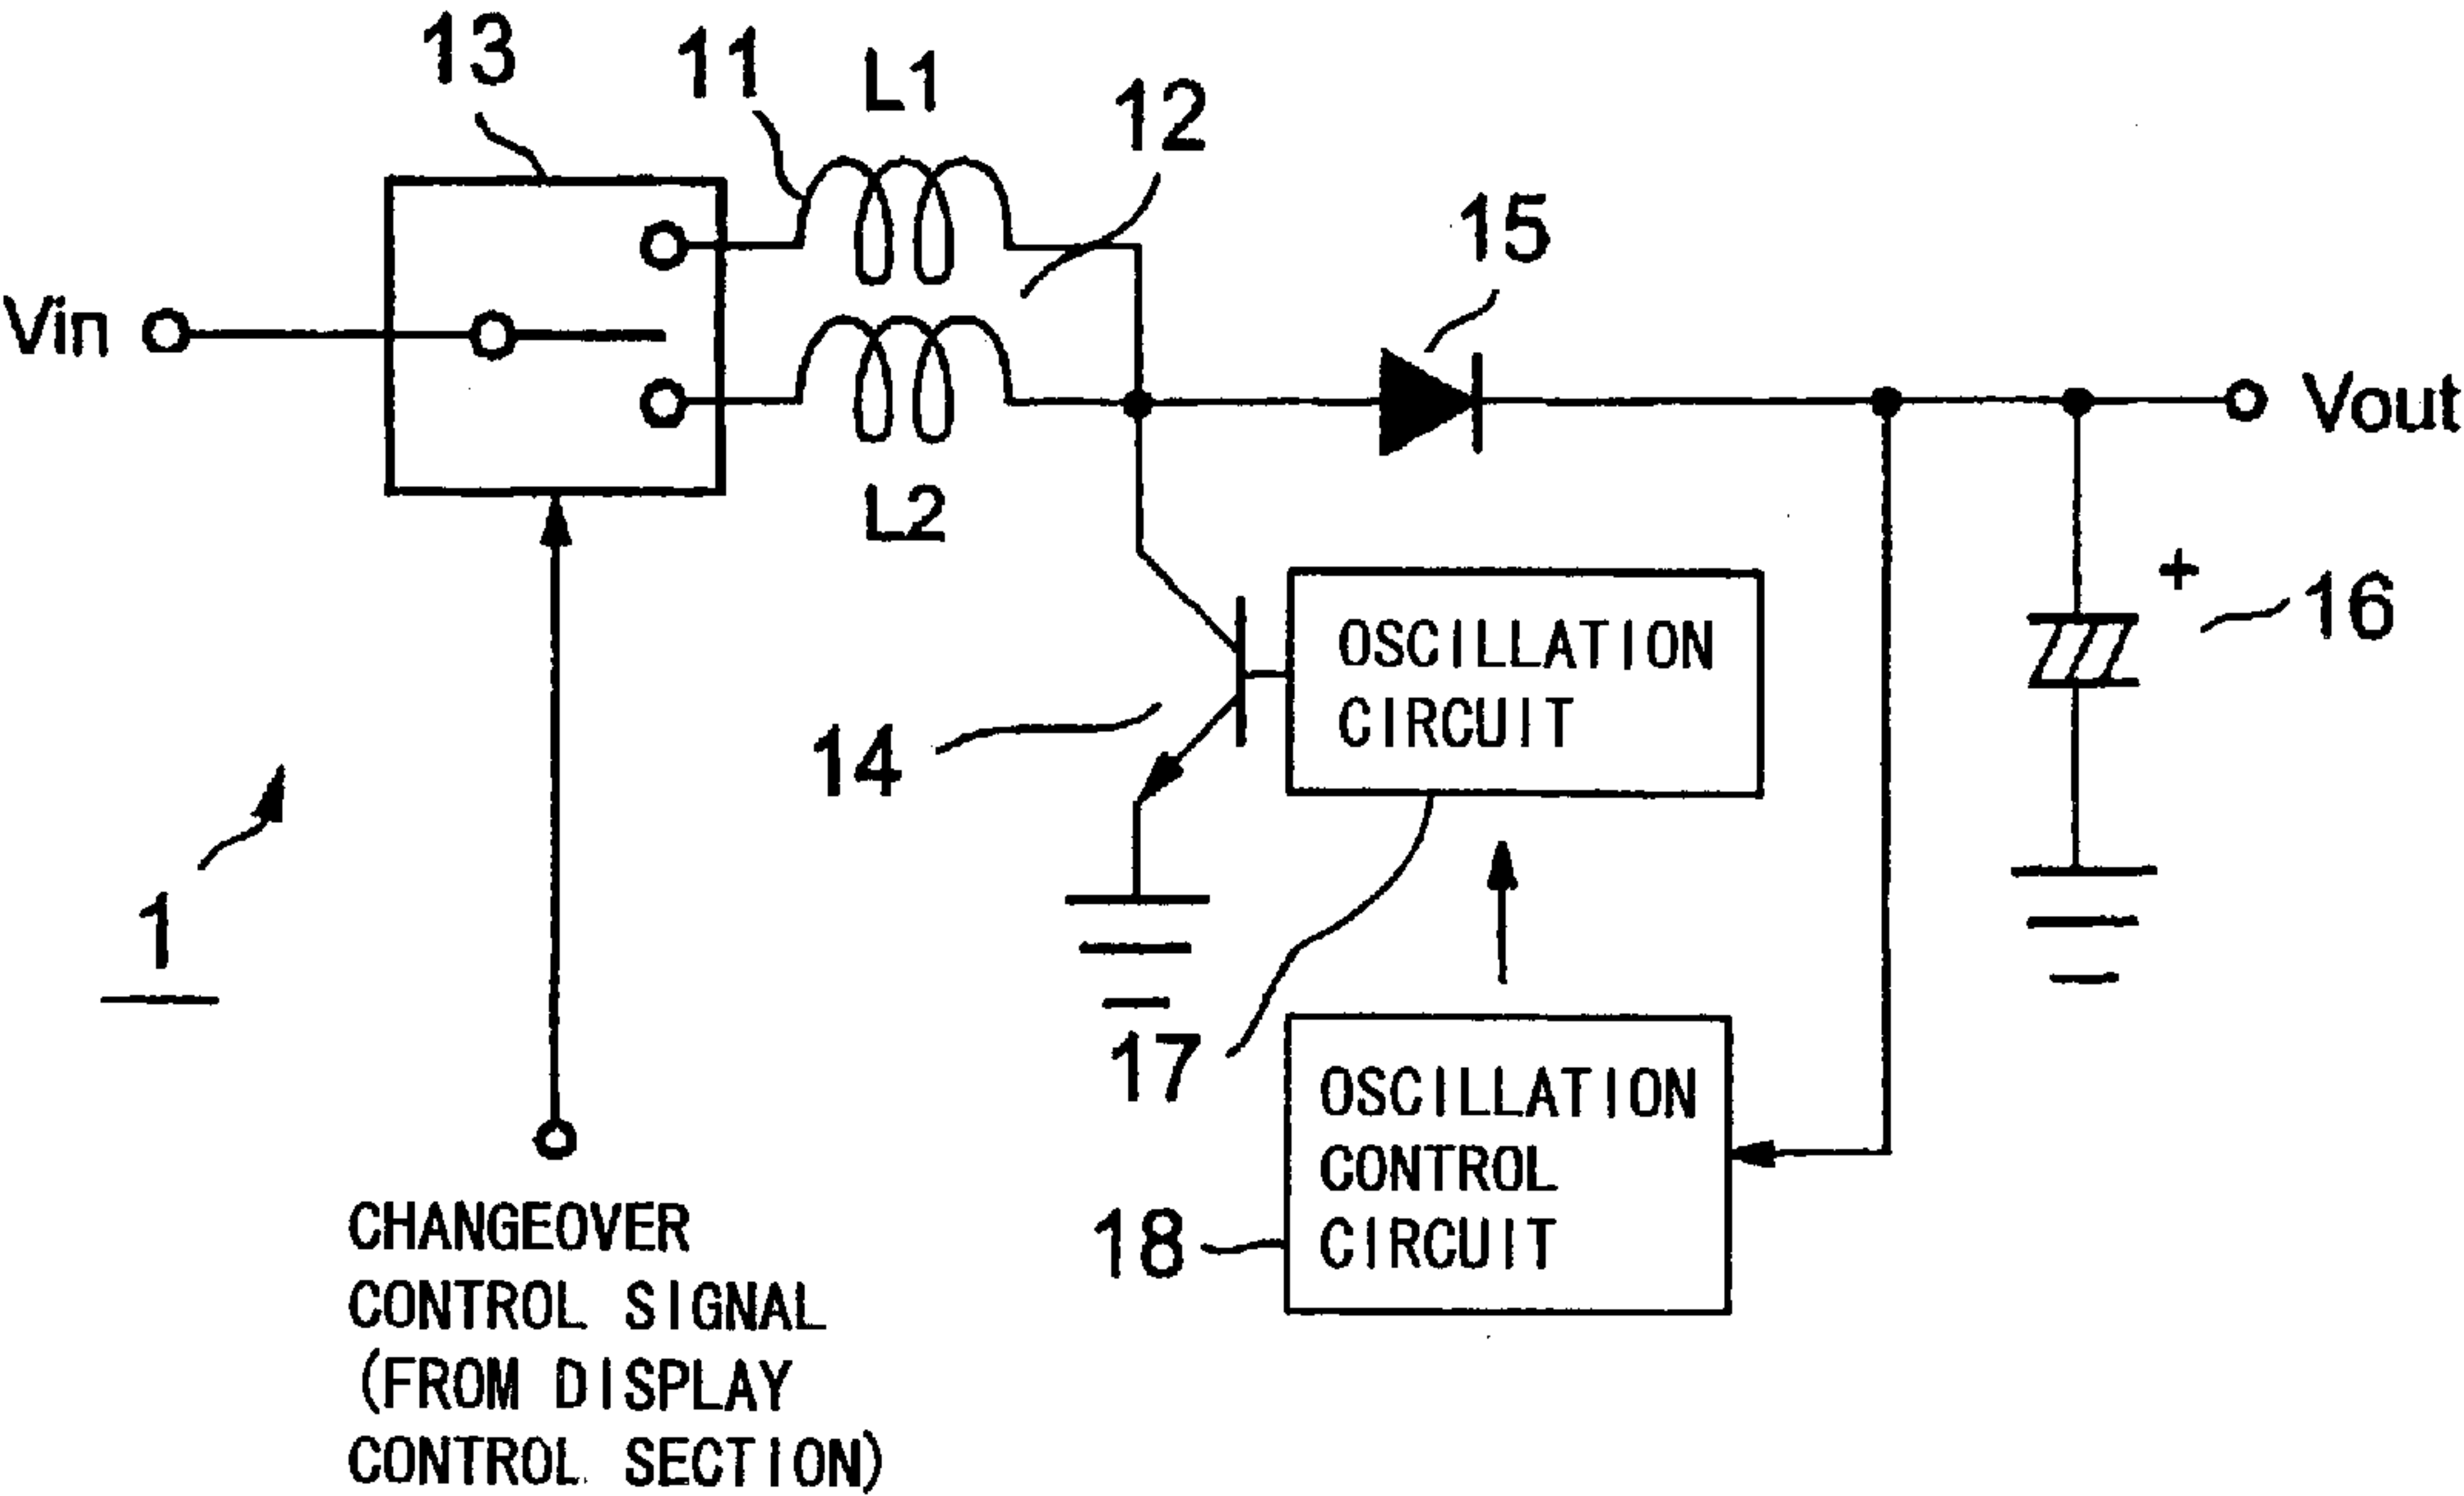 13
11
L1
12
15
Vin
Vout
L2
+
16
OSCILLATION
CIRCUIT
14
1
17
OSCILLATION
CONTROL
CIRCUIT
18
CHANGEOVER
CONTROL SIGNAL
(FROM DISPLAY
CONTROL SECTION)